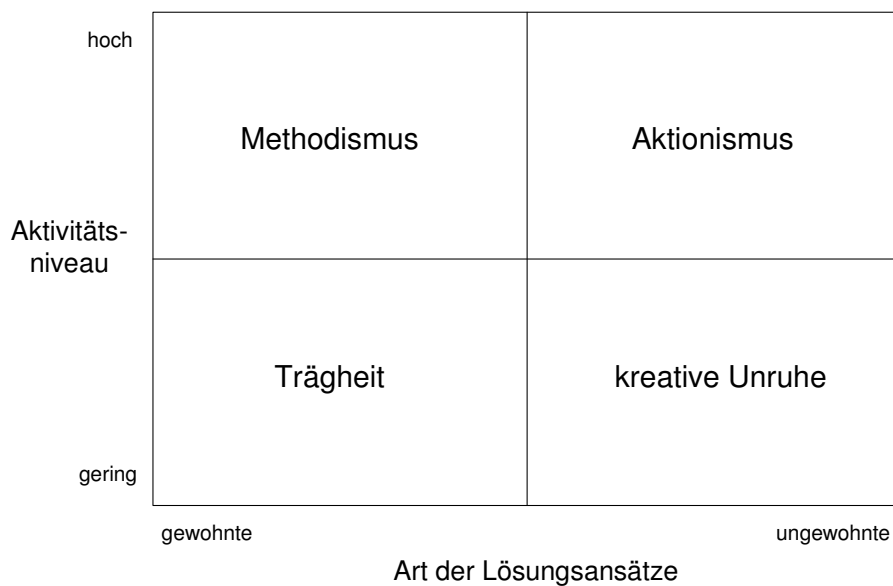 hoch
Methodismus
Aktionismus
Aktivitäts-
niveau
Trägheit
kreative Unruhe
gering
gewohnte
ungewohnte
Art der Lösungsansätze